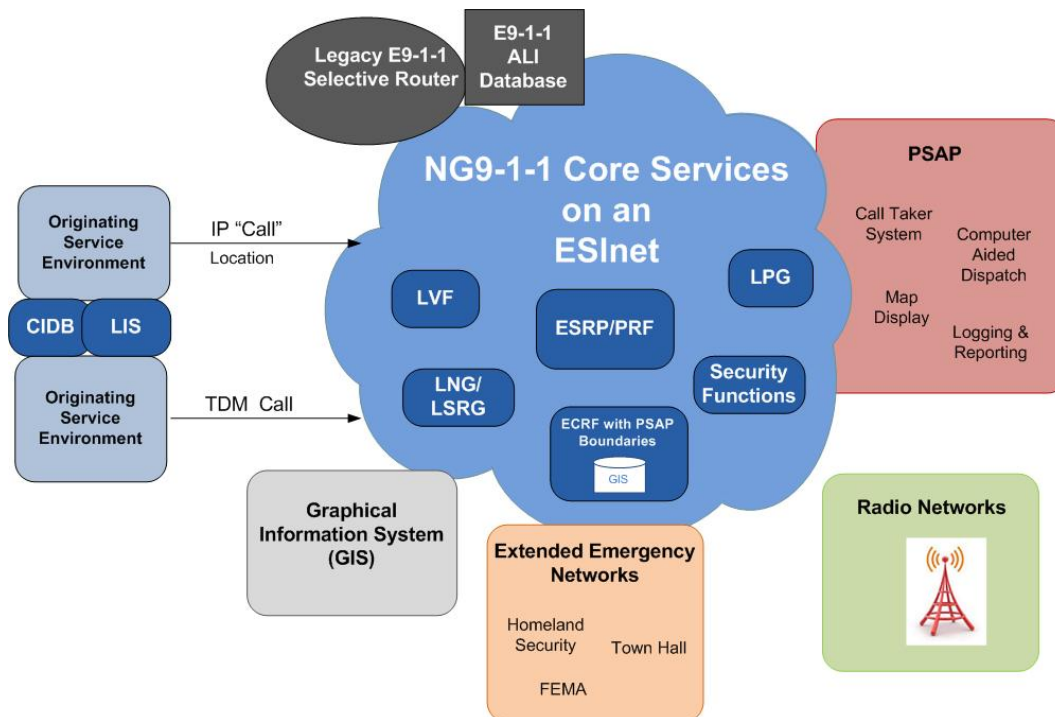 Legacy E9-1-1
Selective Router
E9-1-1
ALI
Database
NG9-1-1 Core Services
on an
ESInet
PSAP
Call Taker
System
Computer
Aided
Dispatch
Map
Display
Logging &
Reporting
Originating
Service
Environment
IP “Call”
Location
CIDB
LIS
Originating
Service
Environment
TDM Call
LVF
ESRP/PRF
LPG
LNG/
LSRG
Security
Functions
ECRF with PSAP
Boundaries
GIS
Graphical
Information System
(GIS)
Extended Emergency
Networks
Homeland
Security
Town Hall
FEMA
Radio Networks